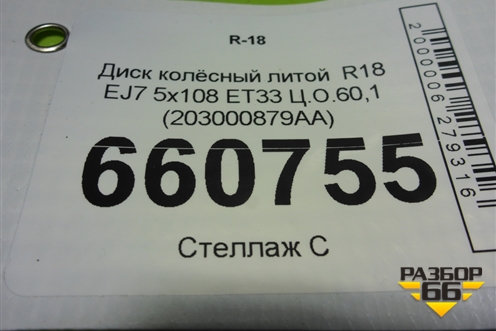 R-18
Диск колёсный литой R18
EJ7 5x108 ET33 Ц.О.60,1
(203000879AA)
660755
Стеллаж С
2000006279316
РАЗБОР
66